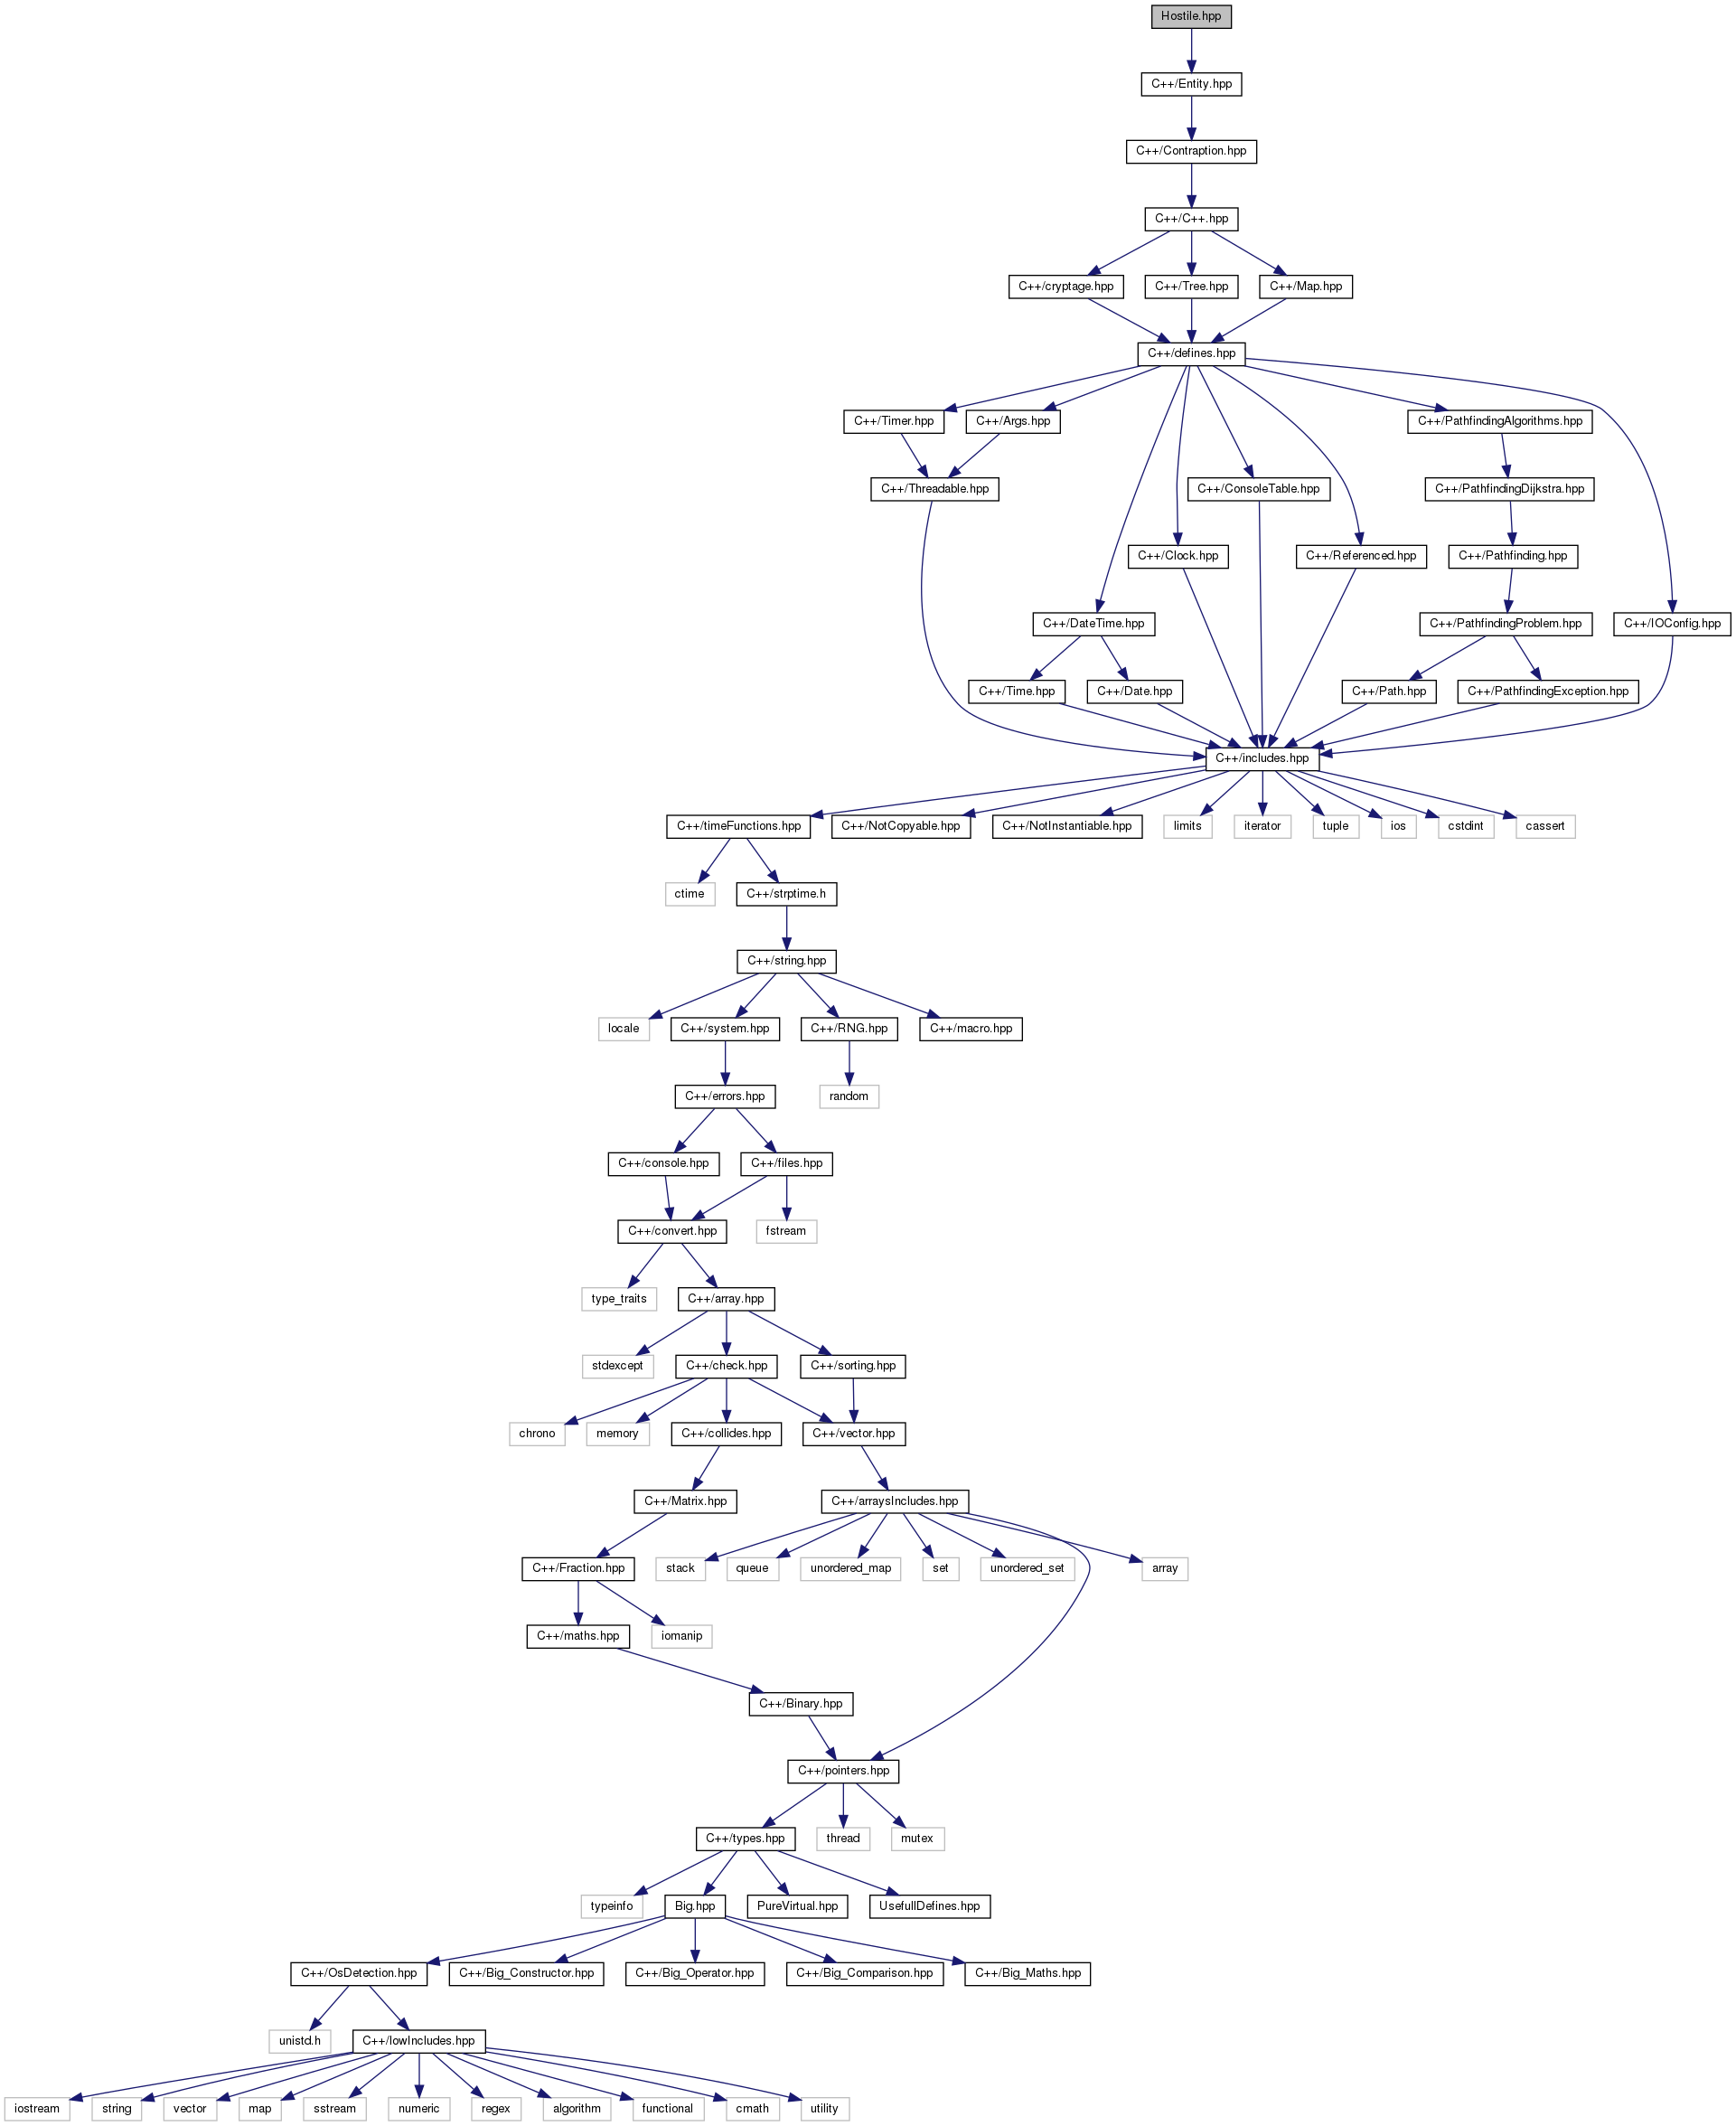 Hostile.hpp
C++/Entity.hpp
C++/Contraption.hpp
C++/C++.hpp
C++/cryptage.hpp
C++/Tree.hpp
C++/Map.hpp
C++/defines.hpp
C++/Timer.hpp
C++/Args.hpp
C++/PathfindingAlgorithms.hpp
C++/Threadable.hpp
C++/ConsoleTable.hpp
C++/PathfindingDijkstra.hpp
C++/Clock.hpp
C++/Referenced.hpp
C++/Pathfinding.hpp
C++/DateTime.hpp
C++/PathfindingProblem.hpp
C++/IOConfig.hpp
C++/Time.hpp
C++/Date.hpp
C++/Path.hpp
C++/PathfindingException.hpp
C++/includes.hpp
C++/timeFunctions.hpp
C++/NotCopyable.hpp
C++/NotInstantiable.hpp
limits
iterator
tuple
ios
cstdint
cassert
ctime
C++/strptime.h
C++/string.hpp
locale
C++/system.hpp
C++/RNG.hpp
C++/macro.hpp
C++/errors.hpp
random
C++/console.hpp
C++/files.hpp
C++/convert.hpp
fstream
type_traits
C++/array.hpp
stdexcept
C++/check.hpp
C++/sorting.hpp
chrono
memory
C++/collides.hpp
C++/vector.hpp
C++/Matrix.hpp
C++/arraysIncludes.hpp
C++/Fraction.hpp
stack
queue
unordered_map
set
unordered_set
array
C++/maths.hpp
iomanip
C++/Binary.hpp
C++/pointers.hpp
C++/types.hpp
thread
mutex
typeinfo
Big.hpp
PureVirtual.hpp
UsefullDefines.hpp
C++/OsDetection.hpp
C++/Big_Constructor.hpp
C++/Big_Operator.hpp
C++/Big_Comparison.hpp
C++/Big_Maths.hpp
unistd.h
C++/lowIncludes.hpp
iostream
string
vector
map
sstream
numeric
regex
algorithm
functional
cmath
utility